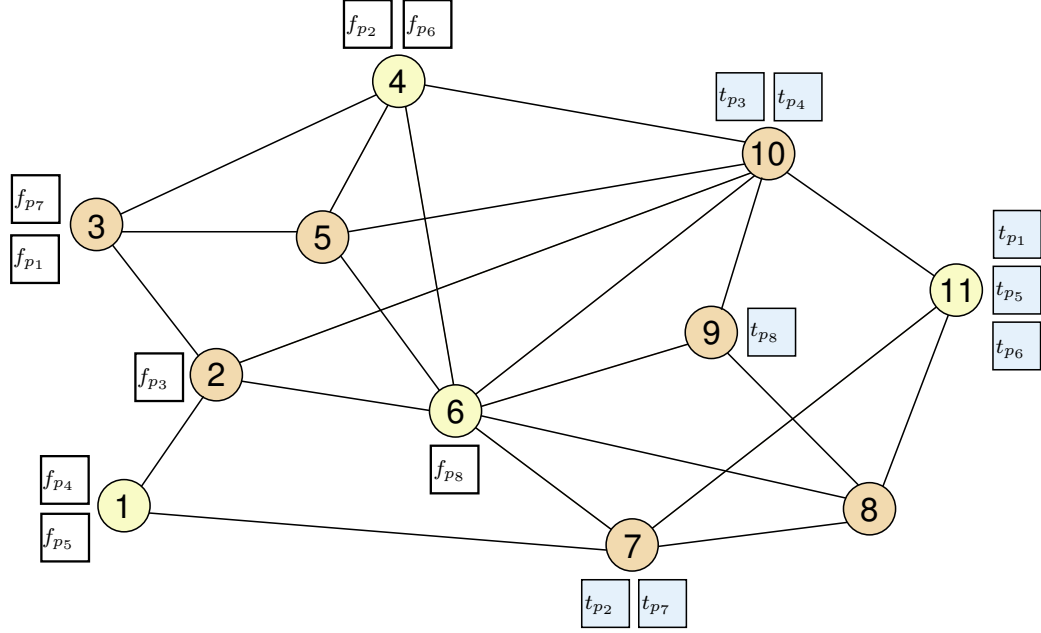 f_{p_2} f_{p_6}
4
t_{p_3} t_{p_4}
10
f_{p_7}
3
f_{p_1}
5
t_{p_1}
11
t_{p_5}
t_{p_6}
9
t_{p_8}
f_{p_3}
2
6
f_{p_8}
f_{p_4}
1
f_{p_5}
8
7
t_{p_2} t_{p_7}